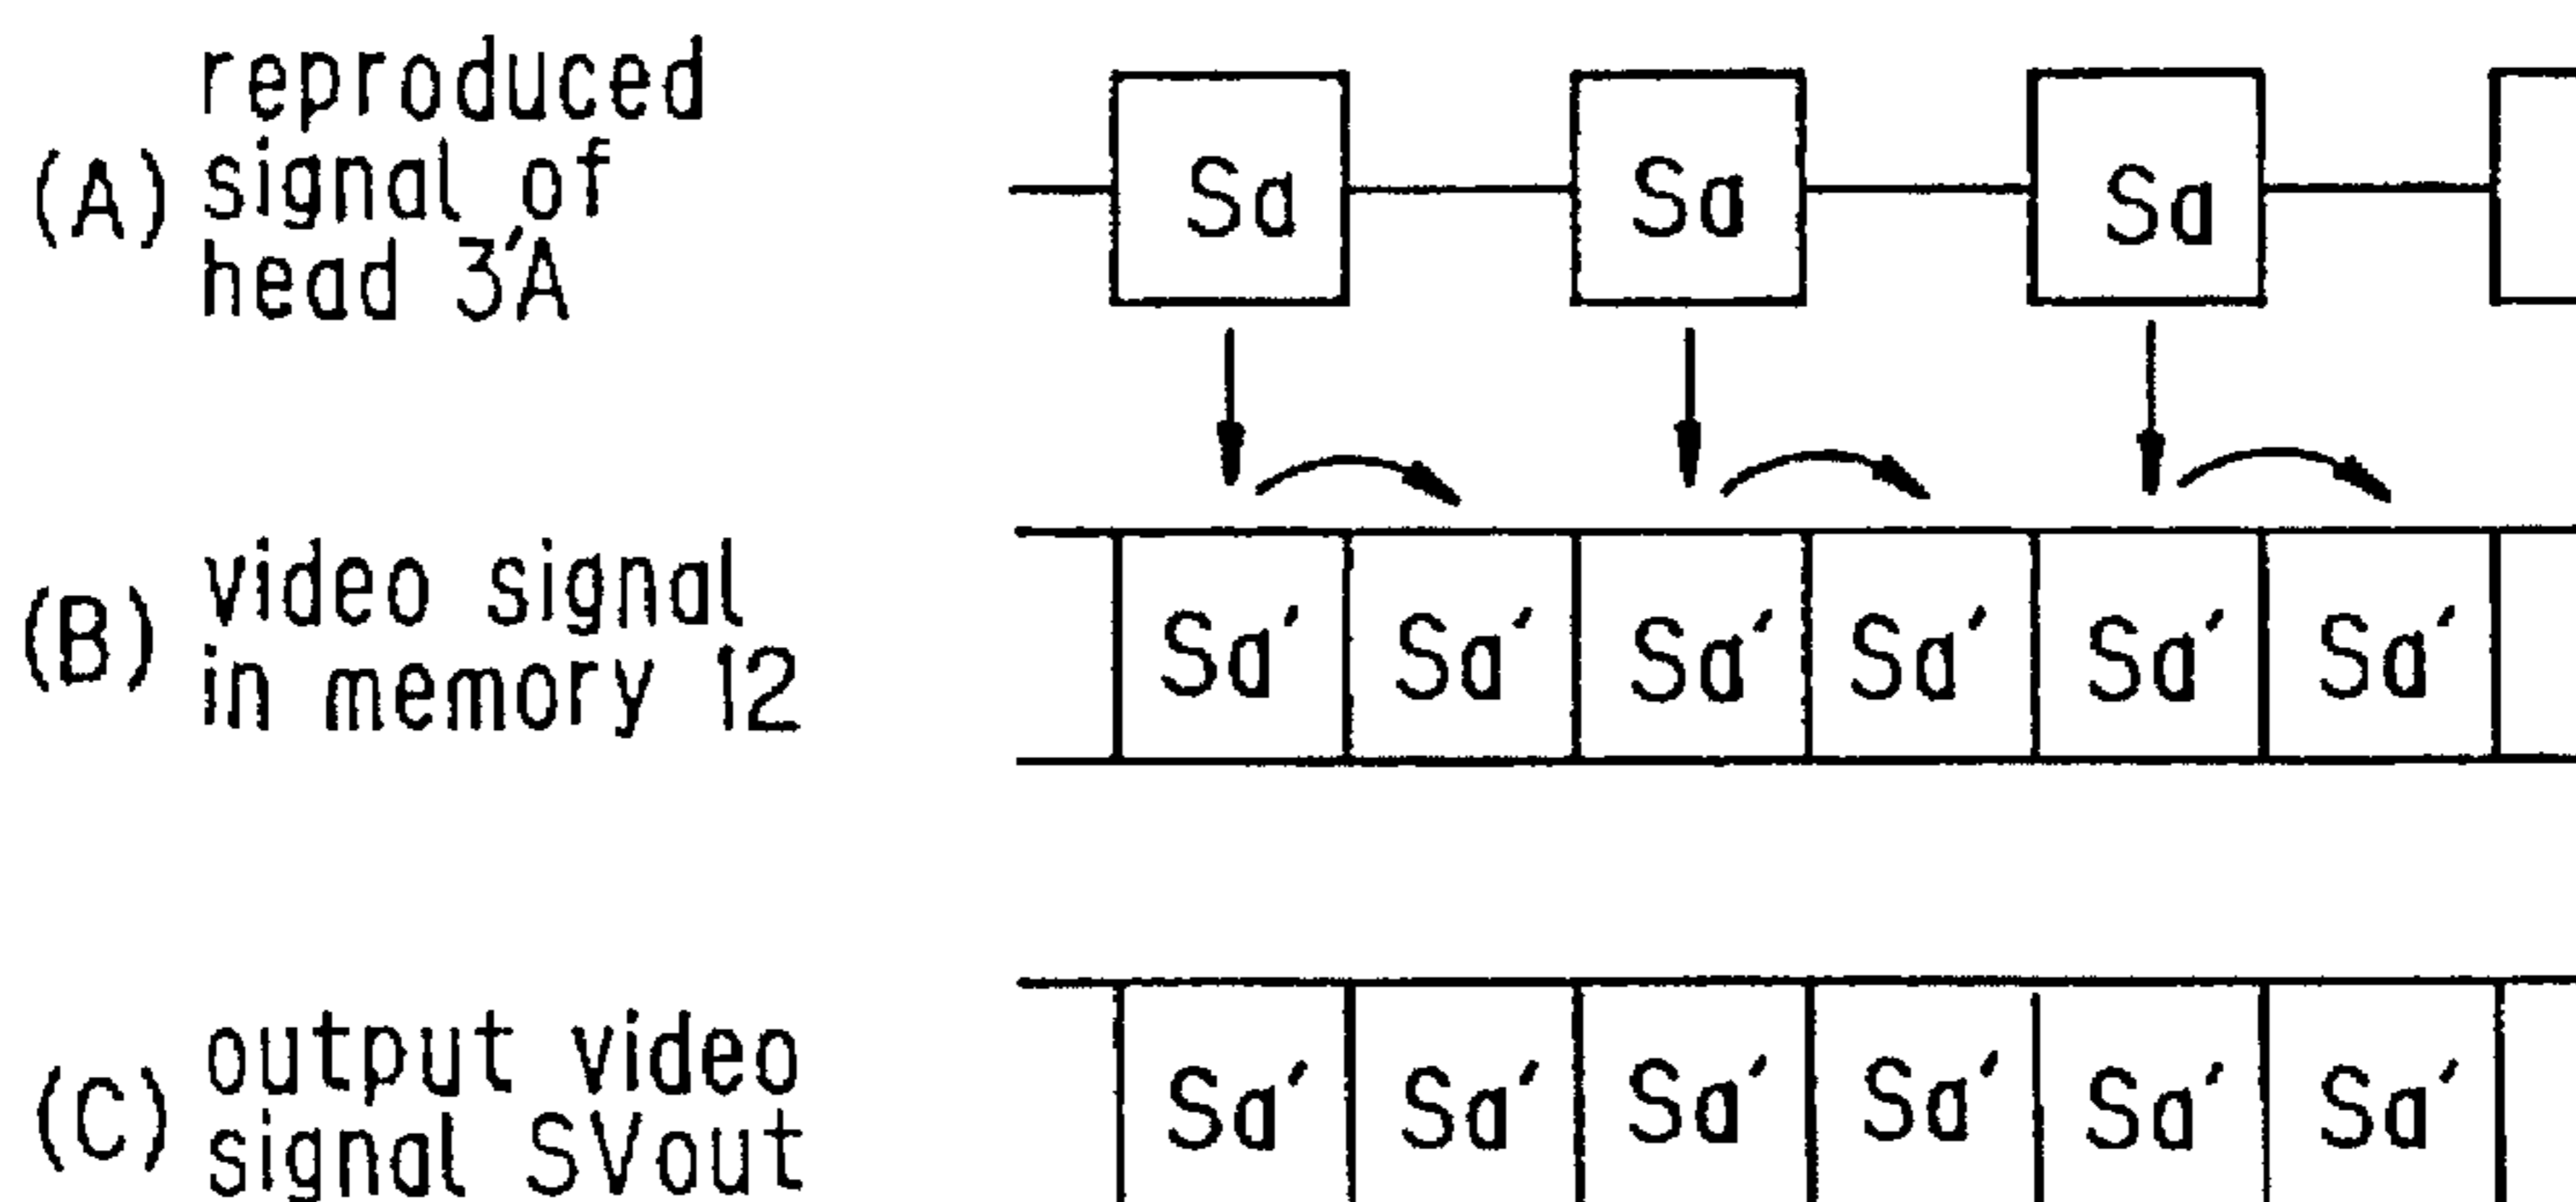 (A) reproduced
signal of
head 3'A
Sa Sa Sa
(B) video signal
in memory 12
Sa' Sa' Sa' Sa' Sa' Sa'
(C) output video
signal SVout
Sa' Sa' Sa' Sa' Sa' Sa'